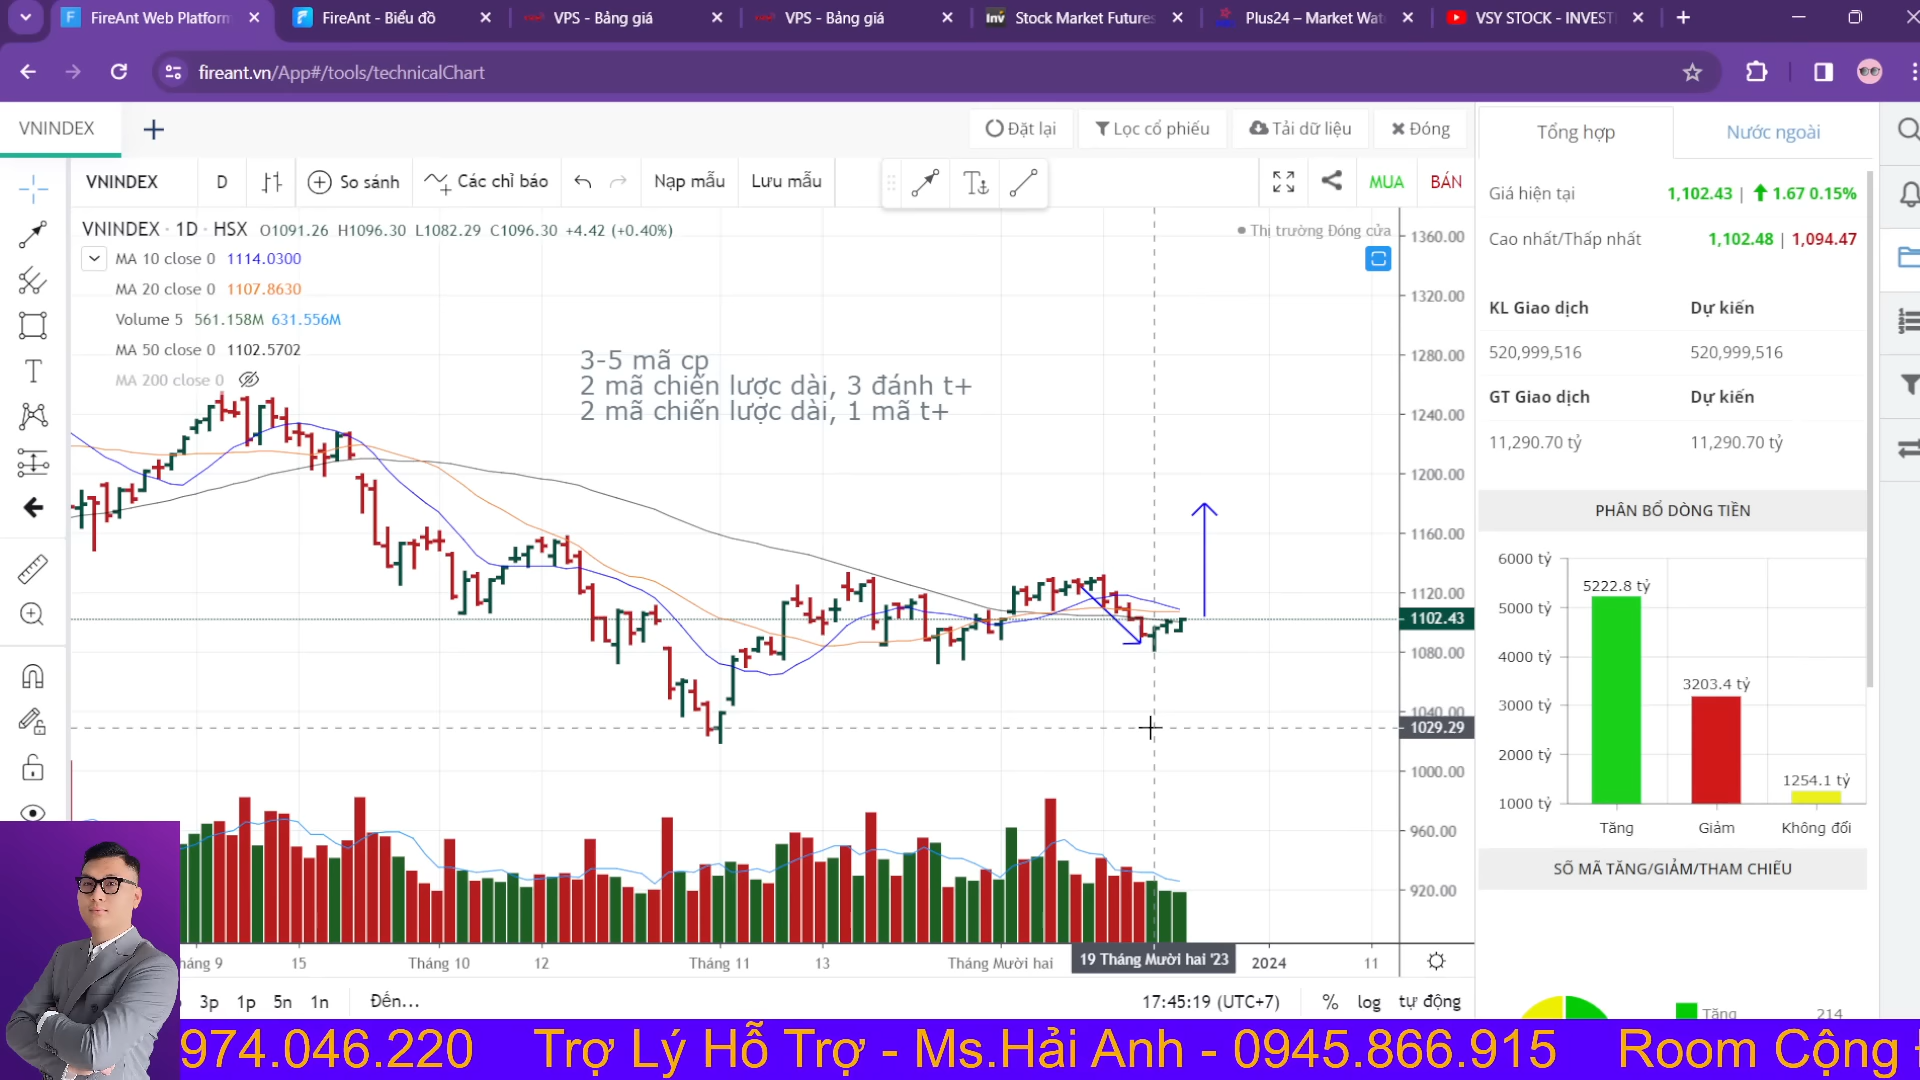 FireAnt Web Platform
FireAnt - Biểu đồ
VPS - Bảng giá
VPS - Bảng giá
Inv
Stock Market Futures
Plus24 – Market Wat
VSY STOCK - INVEST
fireant.vn/App#/tools/technicalChart
VNINDEX
Đặt lại
Lọc cổ phiếu
Tải dữ liệu
Đóng
VNINDEX
D
So sánh
Các chỉ báo
Nạp mẫu
Lưu mẫu
MUA
BÁN
VNINDEX · 1D · HSX O1091.26 H1096.30 L1082.29 C1096.30 +4.42 (+0.40%)
Thị trường Đóng cửa
MA 10 close 0 1114.0300
MA 20 close 0 1107.8630
Volume 5 561.158M 631.556M
MA 50 close 0 1102.5702
MA 200 close 0
3-5 mã cp
2 mã chiến lược dài, 3 đánh t+
2 mã chiến lược dài, 1 mã t+
1360.00
1320.00
1280.00
1240.00
1200.00
1160.00
1120.00
1102.43
1080.00
1040.00
1029.29
1000.00
960.00
920.00
15
Tháng 10
12
Tháng 11
13
Tháng Mười hai
19 Tháng Mười hai '23
2024
11
3p 1p 5n 1n
Đến...
17:45:19 (UTC+7)
% log tự động
Tổng hợp
Nước ngoài
Giá hiện tại 1,102.43 | 1.67 0.15%
Cao nhất/Thấp nhất 1,102.48 | 1,094.47
KL Giao dịch Dự kiến
520,999,516 520,999,516
GT Giao dịch Dự kiến
11,290.70 tỷ 11,290.70 tỷ
PHÂN BỔ DÒNG TIỀN
6000 tỷ
5000 tỷ
4000 tỷ
3000 tỷ
2000 tỷ
1000 tỷ
5222.8 tỷ
3203.4 tỷ
1254.1 tỷ
Tăng
Giảm
Không đổi
SỐ MÃ TĂNG/GIẢM/THAM CHIẾU
Tăng 214
974.046.220 Trợ Lý Hỗ Trợ - Ms.Hải Anh - 0945.866.915 Room Cộng